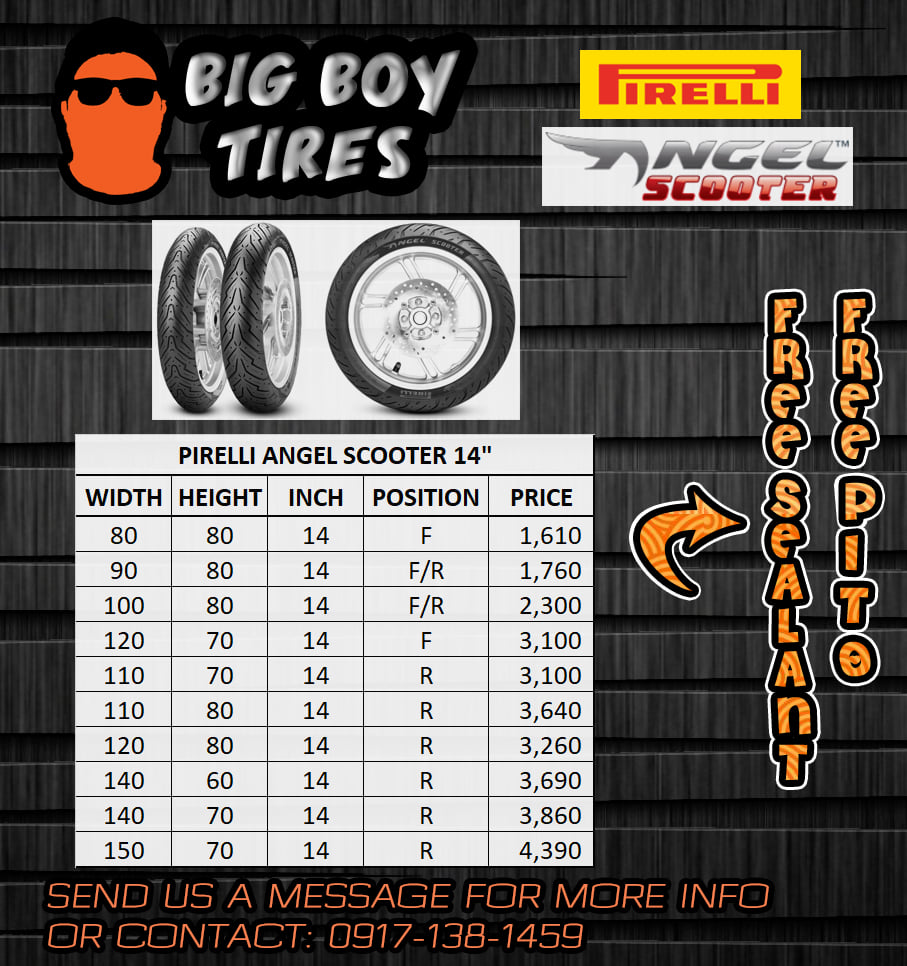 BIG BOY
TIRES
PIRELLI
ANGEL™
SCOOTER
ANGEL SCOOTER
PIRELLI
PIRELLI ANGEL SCOOTER 14"
WIDTH HEIGHT INCH POSITION PRICE
80 80 14 F 1,610
90 80 14 F/R 1,760
100 80 14 F/R 2,300
120 70 14 F 3,100
110 70 14 R 3,100
110 80 14 R 3,640
120 80 14 R 3,260
140 60 14 R 3,690
140 70 14 R 3,860
150 70 14 R 4,390
FRee SeALAnT
FRee PITO
SEND US A MESSAGE FOR MORE INFO
OR CONTACT: 0917-138-1459